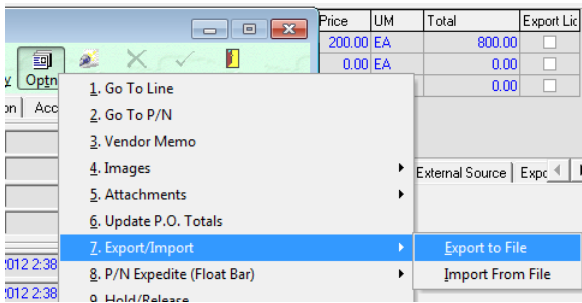 Price UM Total Export Lic
200.00 EA 800.00
0.00 EA 0.00
0.00
y Optn
on Acc
1. Go To Line
2. Go To P/N
3. Vendor Memo
4. Images
5. Attachments
External Source Expo
6. Update P.O. Totals
7. Export/Import Export to File
2012 2:38
8. P/N Expedite (Float Bar) Import From File
2012 2:38
9. Hold/Release